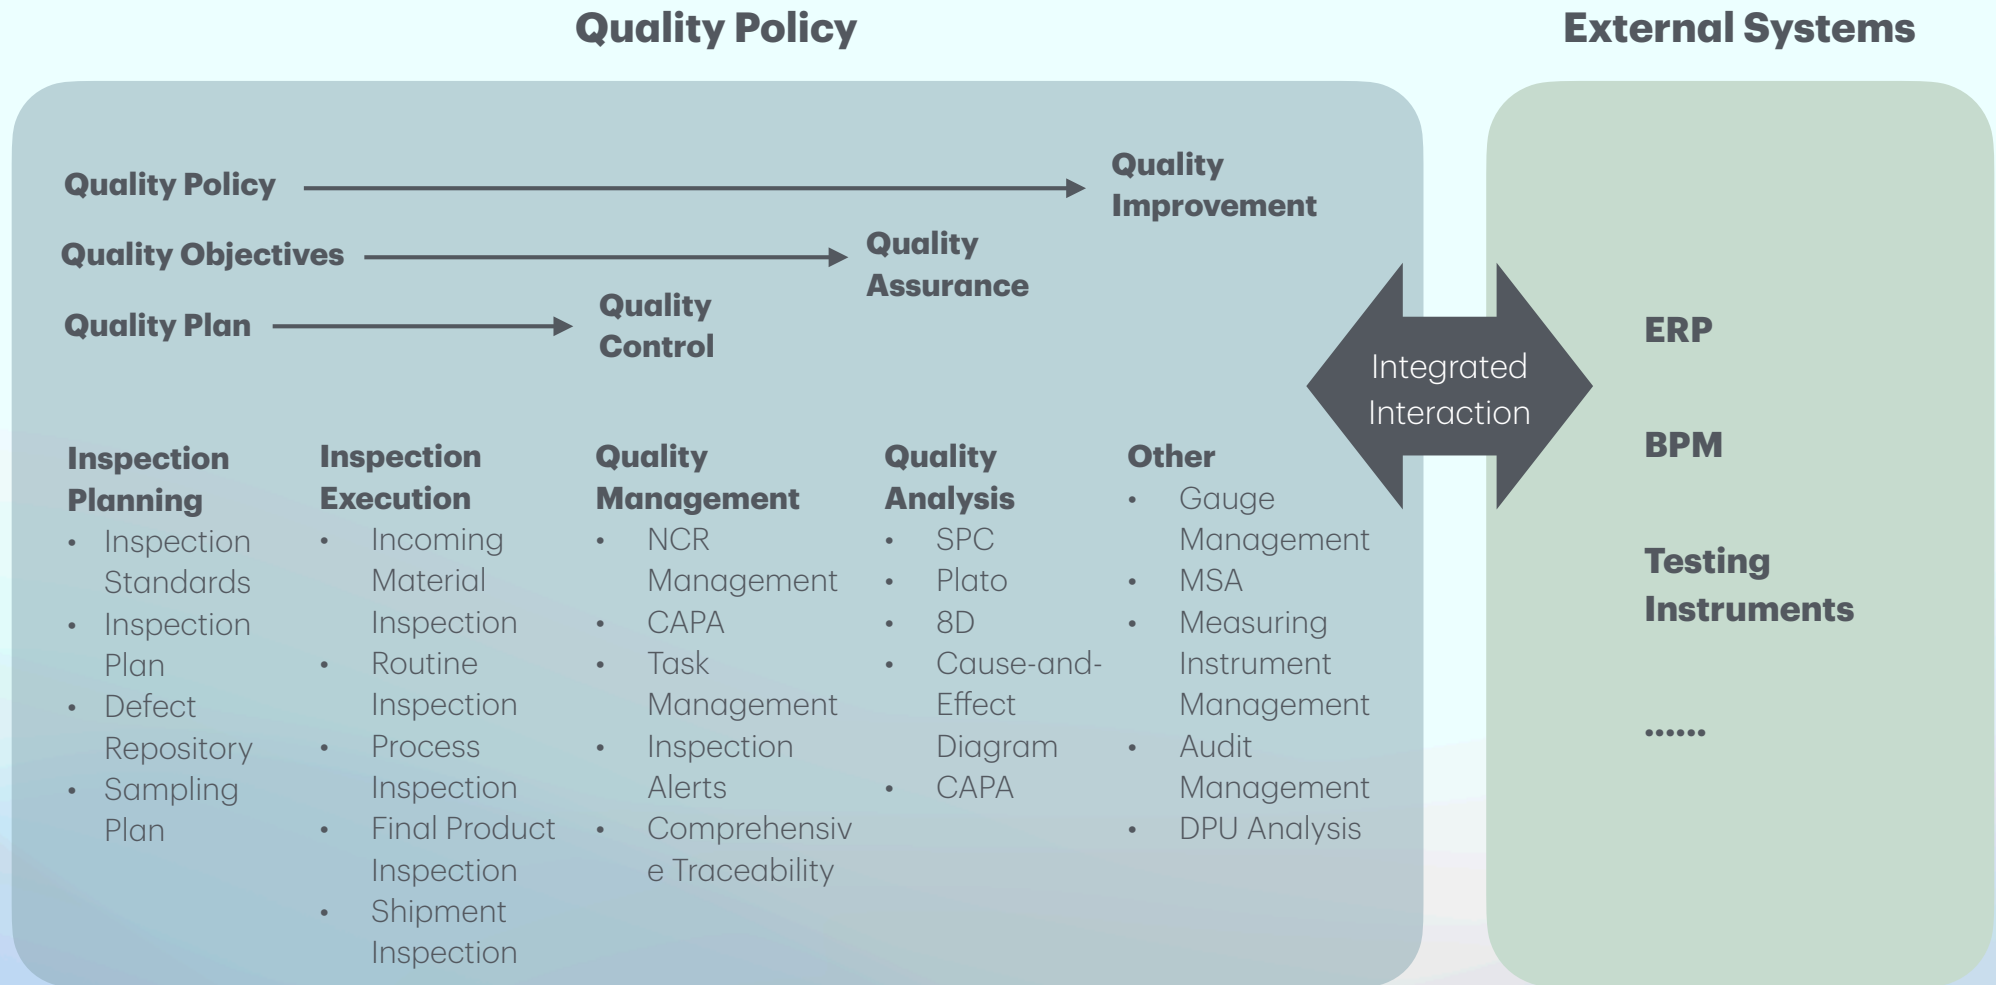 Quality Policy
External Systems
Quality Policy
Quality
Improvement
Quality Objectives
Quality
Assurance
Quality Plan
Quality
Control
Integrated
Interaction
Inspection
Planning
• Inspection
Standards
• Inspection
Plan
• Defect
Repository
• Sampling
Plan
Inspection
Execution
• Incoming
Material
Inspection
• Routine
Inspection
• Process
Inspection
• Final Product
Inspection
• Shipment
Inspection
Quality
Management
• NCR
Management
• CAPA
• Task
Management
• Inspection
Alerts
• Comprehensiv
e Traceability
Quality
Analysis
• SPC
• Plato
• 8D
• Cause-and-
Effect
Diagram
• CAPA
Other
• Gauge
Management
• MSA
• Measuring
Instrument
Management
• Audit
Management
• DPU Analysis
ERP
BPM
Testing
Instruments
......